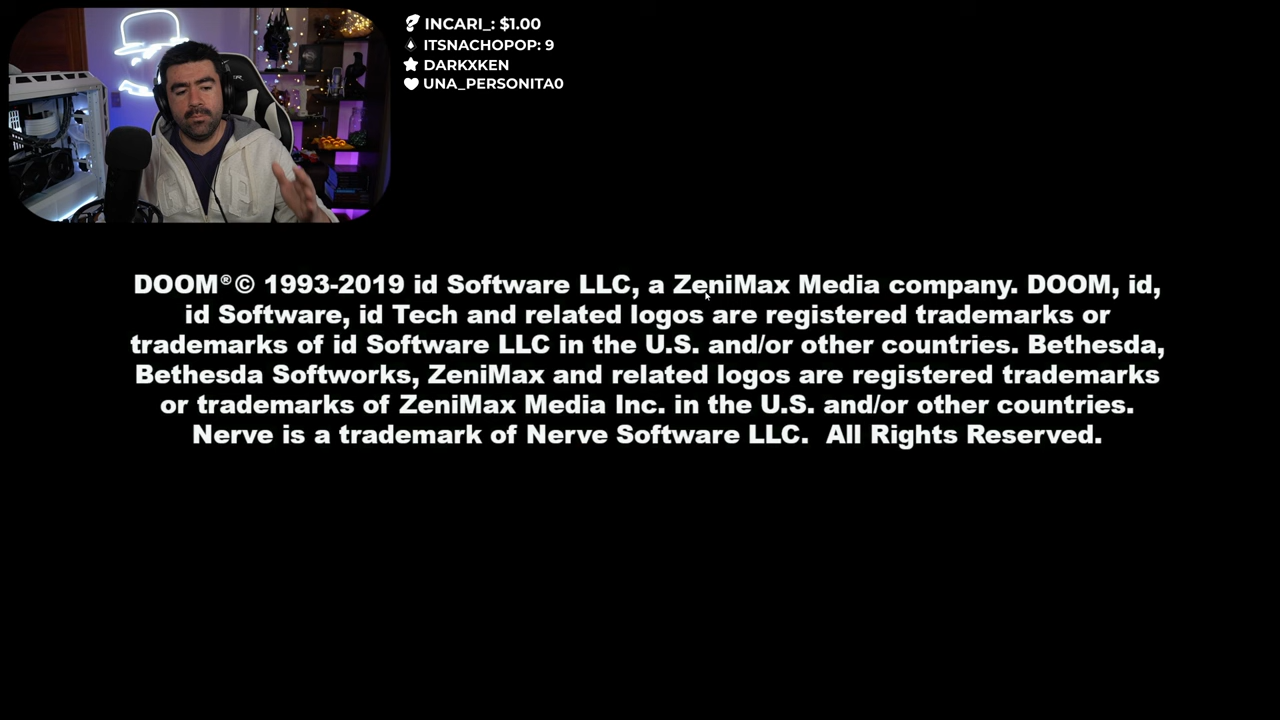 INCARI_: $1.00
ITSNACHOPOP: 9
DARKXKEN
UNA_PERSONITA0
DOOM®© 1993-2019 id Software LLC, a ZeniMax Media company. DOOM, id,
id Software, id Tech and related logos are registered trademarks or
trademarks of id Software LLC in the U.S. and/or other countries. Bethesda,
Bethesda Softworks, ZeniMax and related logos are registered trademarks
or trademarks of ZeniMax Media Inc. in the U.S. and/or other countries.
Nerve is a trademark of Nerve Software LLC.  All Rights Reserved.